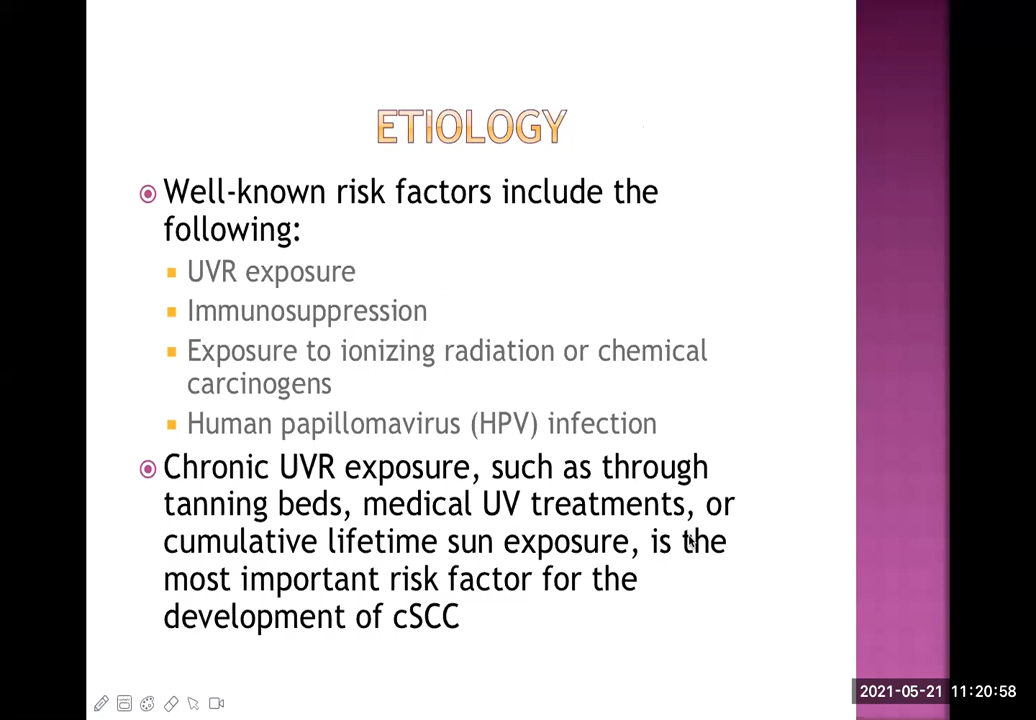 ETIOLOGY
Well-known risk factors include the
following:
UVR exposure
Immunosuppression
Exposure to ionizing radiation or chemical
carcinogens
Human papillomavirus (HPV) infection
Chronic UVR exposure, such as through
tanning beds, medical UV treatments, or
cumulative lifetime sun exposure, is the
most important risk factor for the
development of cSCC
2021-05-21 11:20:58